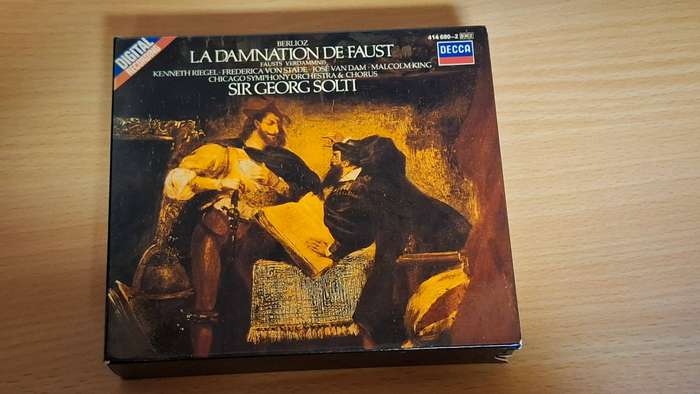 DIGITAL
RECORDING
BERLIOZ
414 680-2
LA DAMNATION DE FAUST
FAUSTS VERDAMMNIS
DECCA
KENNETH RIEGEL · FREDERICA VON STADE · JOSÉ VAN DAM · MALCOLM KING
CHICAGO SYMPHONY ORCHESTRA & CHORUS
SIR GEORG SOLTI